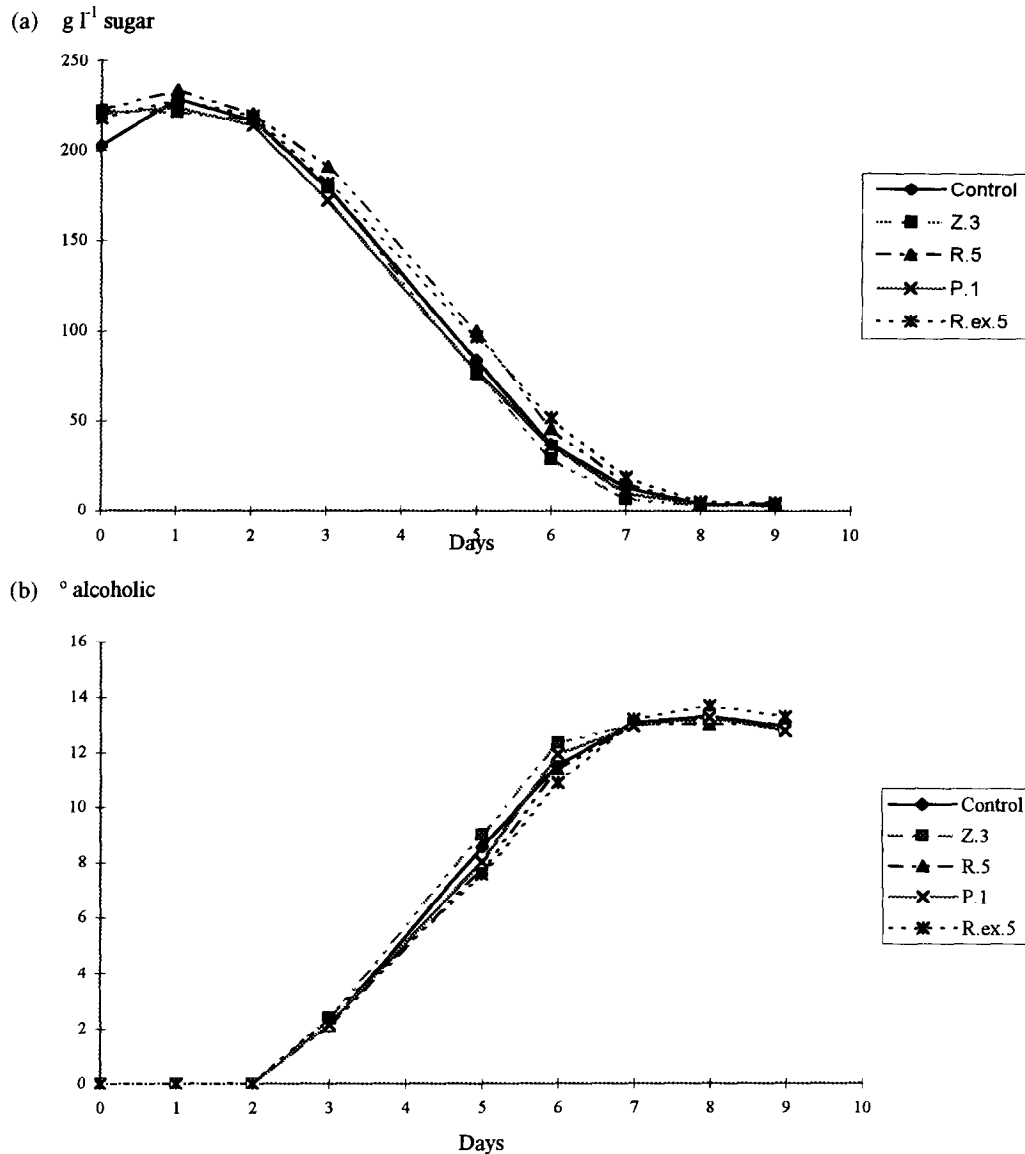 (a) g l⁻¹ sugar
250
200
150
100
50
0
0 1 2 3 4 5 6 7 8 9 10
Days
Control
Z.3
R.5
P.1
R.ex.5
(b) ° alcoholic
16
14
12
10
8
6
4
2
0
0 1 2 3 4 5 6 7 8 9 10
Days
Control
Z.3
R.5
P.1
R.ex.5